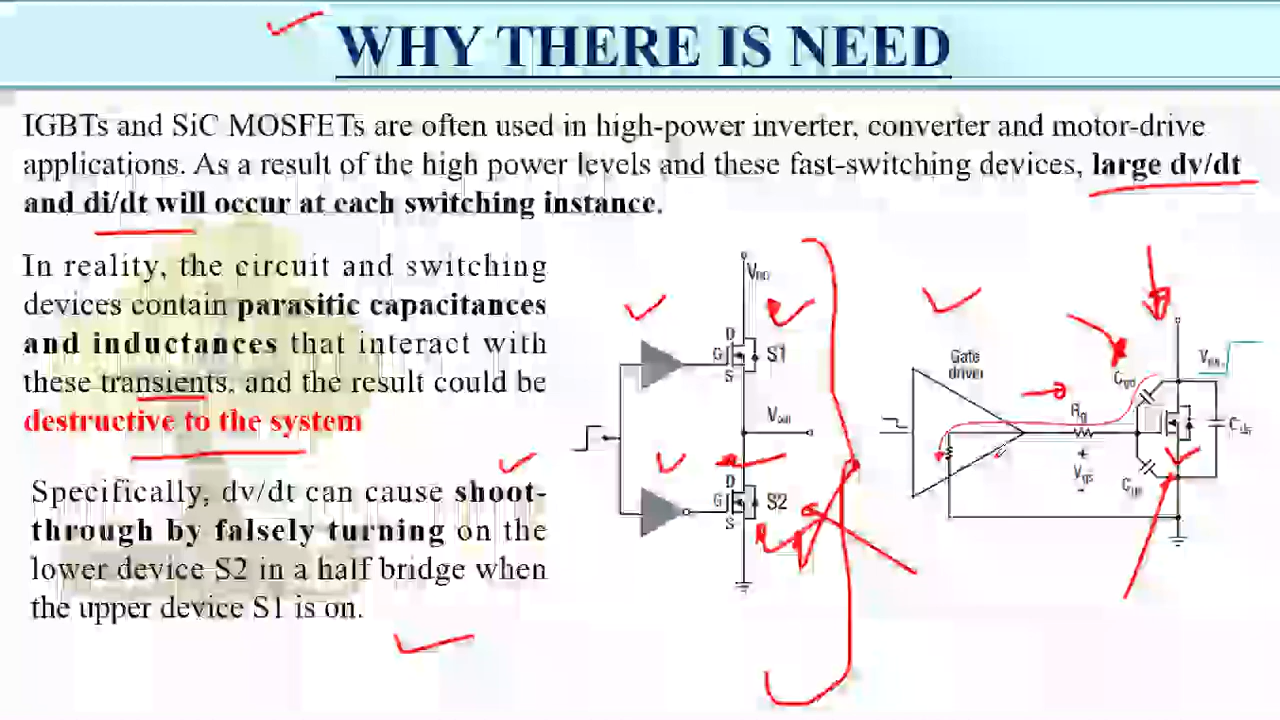 WHY THERE IS NEED
IGBTs and SiC MOSFETs are often used in high-power inverter, converter and motor-drive
applications. As a result of the high power levels and these fast-switching devices, large dv/dt
and di/dt will occur at each switching instance.
In reality, the circuit and switching
devices contain parasitic capacitances
and inductances that interact with
these transients, and the result could be
destructive to the system
Specifically, dv/dt can cause shoot-
through by falsely turning on the
lower device S2 in a half bridge when
the upper device S1 is on.
VDD
D
G
S1
S
Vout
D
G
S2
S
Gate
driver
Rg
Vgs
Cgd
Cgs